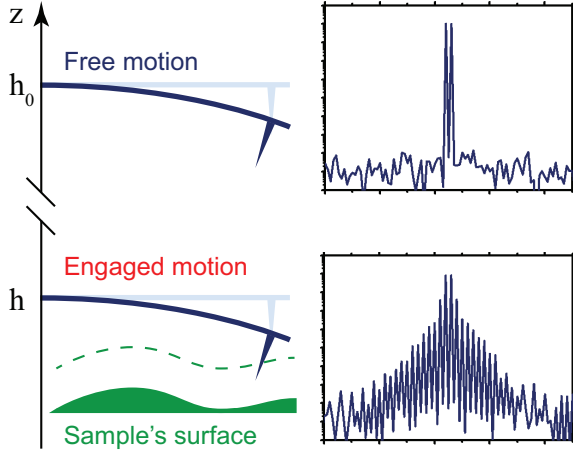 z
Free motion
h₀
Engaged motion
h
Sample's surface